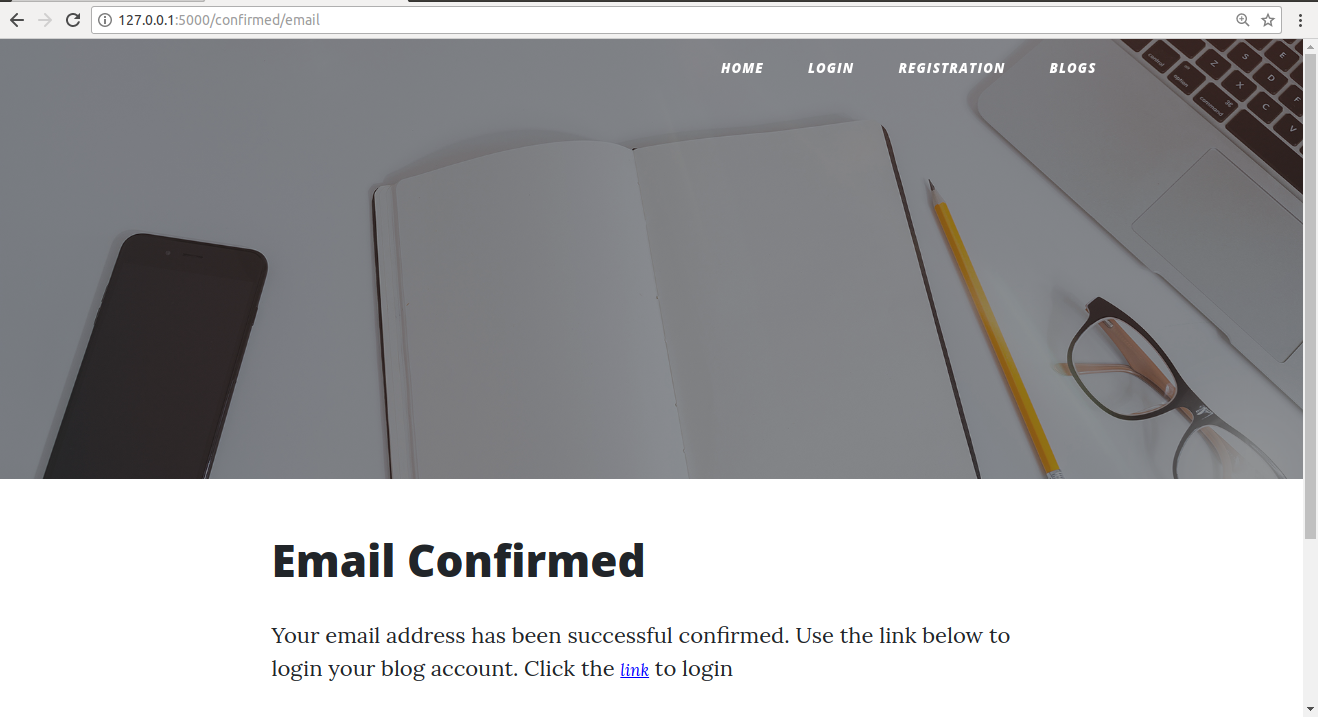 127.0.0.1:5000/confirmed/email
HOME LOGIN REGISTRATION BLOGS
Email Confirmed
Your email address has been successful confirmed. Use the link below to
login your blog account. Click the link to login